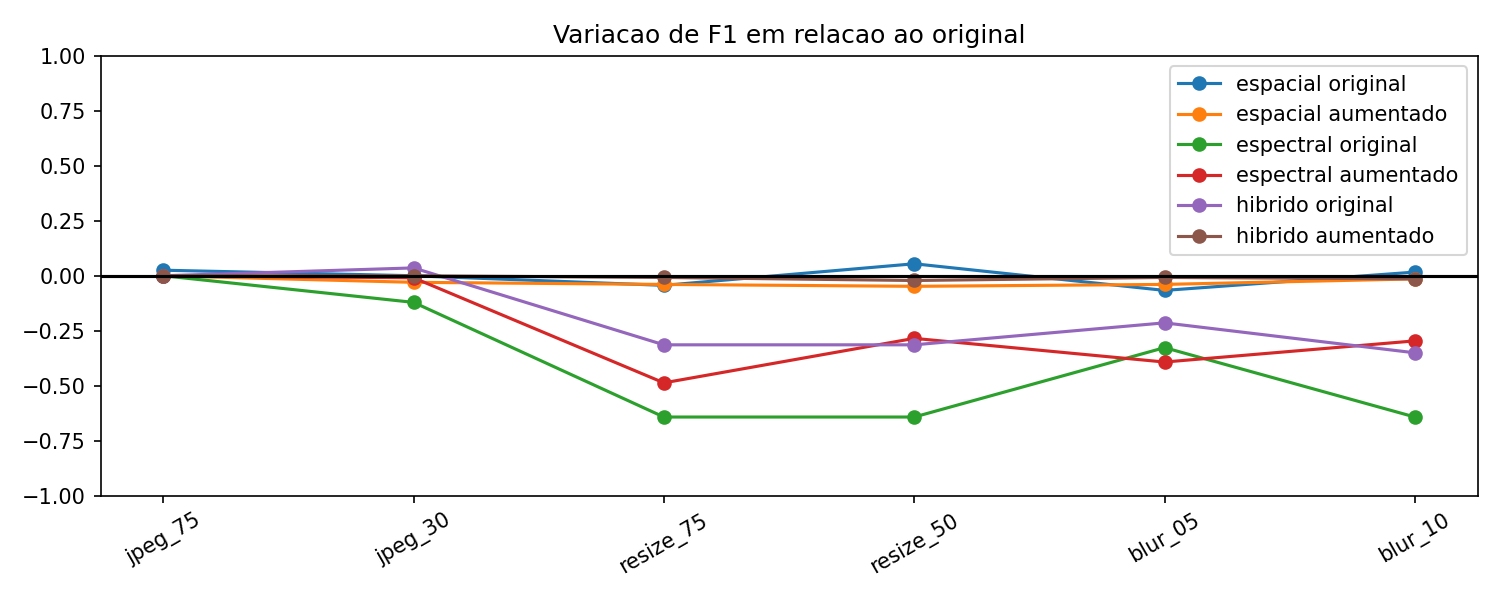 Variacao de F1 em relacao ao original
1.00
0.75
0.50
0.25
0.00
−0.25
−0.50
−0.75
−1.00
espacial original
espacial aumentado
espectral original
espectral aumentado
hibrido original
hibrido aumentado
jpeg_75
jpeg_30
resize_75
resize_50
blur_05
blur_10